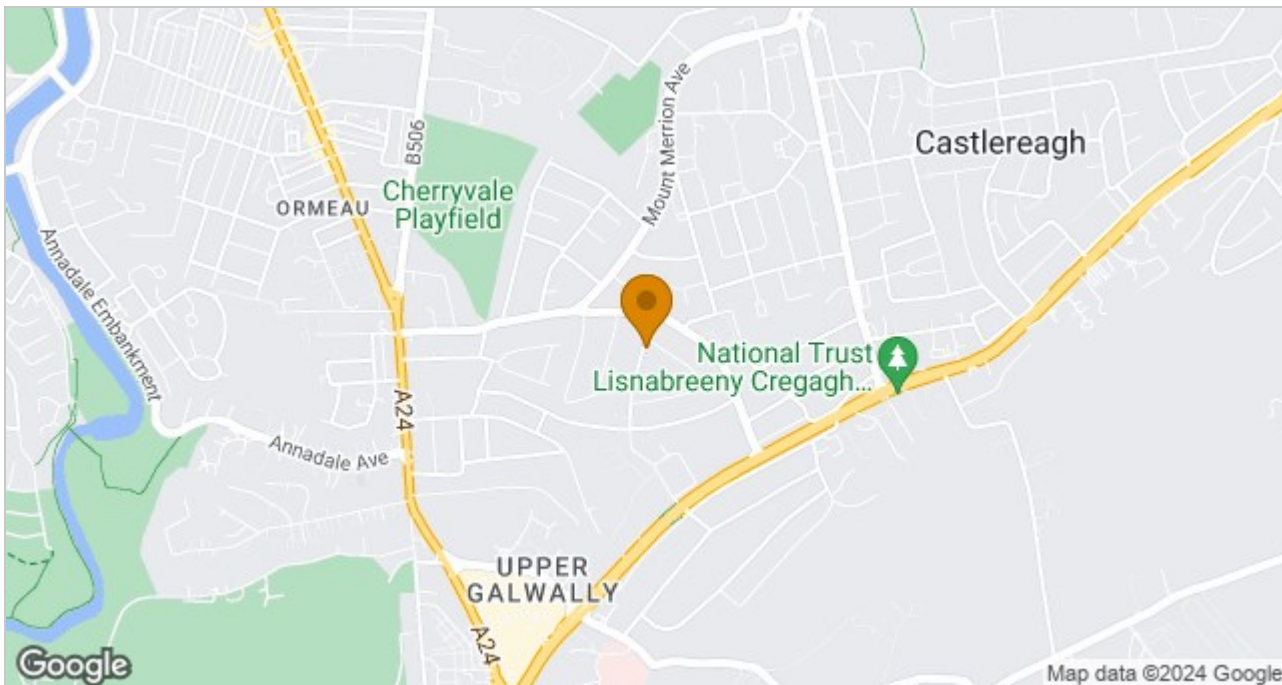 Castlereagh
Mount Merrion Ave
B506
Cherryvale
Playfield
ORMEAU
Annadale Embankment
National Trust
Lisnabreeny Cregagh...
A24
Annadale Ave
UPPER
GALWALLY
A24
Google
Map data ©2024 Google